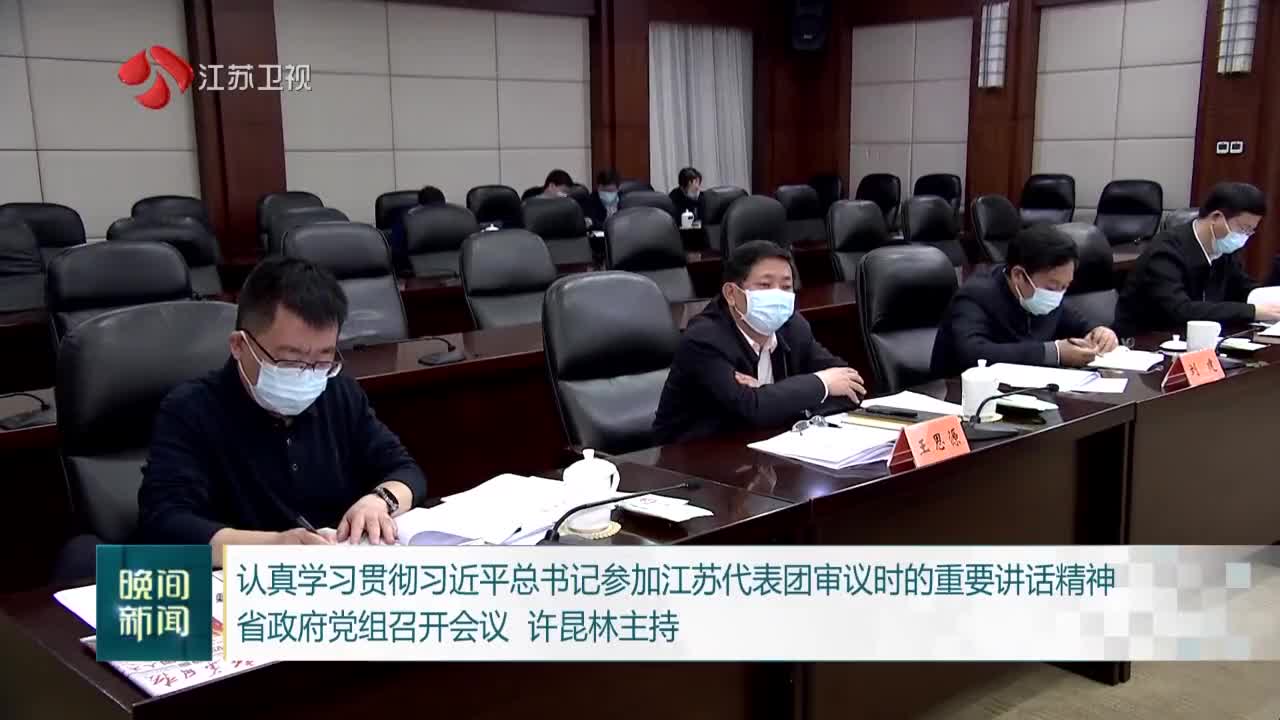 江苏卫视
王思源
刘虎
晚间
新闻
认真学习贯彻习近平总书记参加江苏代表团审议时的重要讲话精神
省政府党组召开会议 许昆林主持